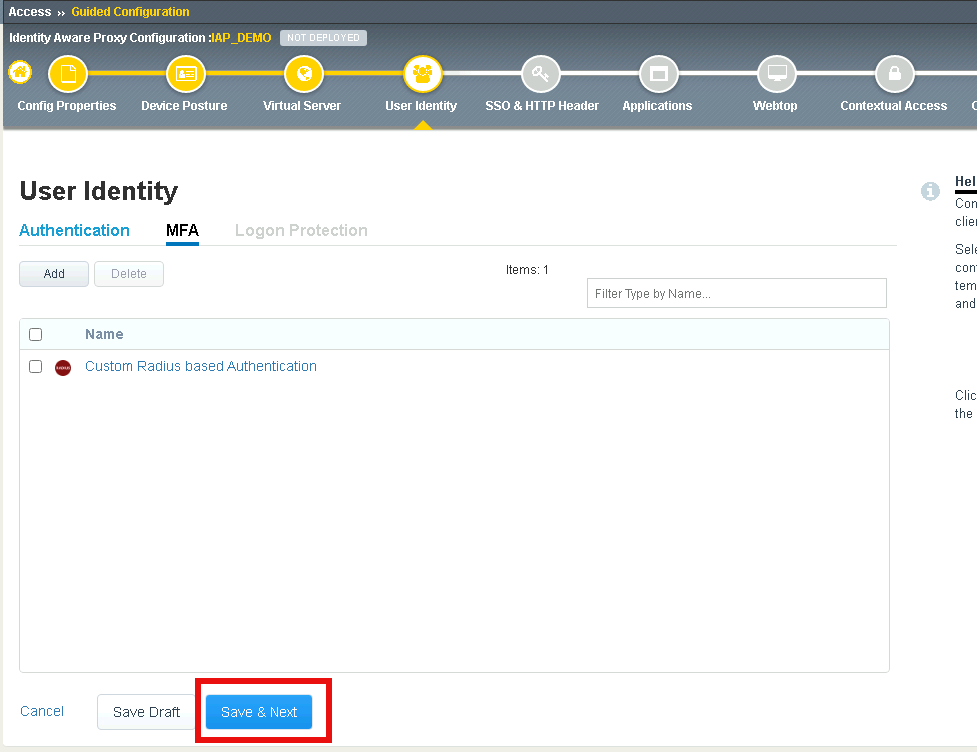 Access ›› Guided Configuration
Identity Aware Proxy Configuration :IAP_DEMO NOT DEPLOYED
Config Properties Device Posture Virtual Server User Identity SSO & HTTP Header Applications Webtop Contextual Access C
User Identity
Hel
Con
clien
Authentication MFA Logon Protection
Sele
con
tem
and
Add Delete
Items: 1
Filter Type by Name...
Name
Custom Radius based Authentication
Clic
the
Cancel Save Draft Save & Next